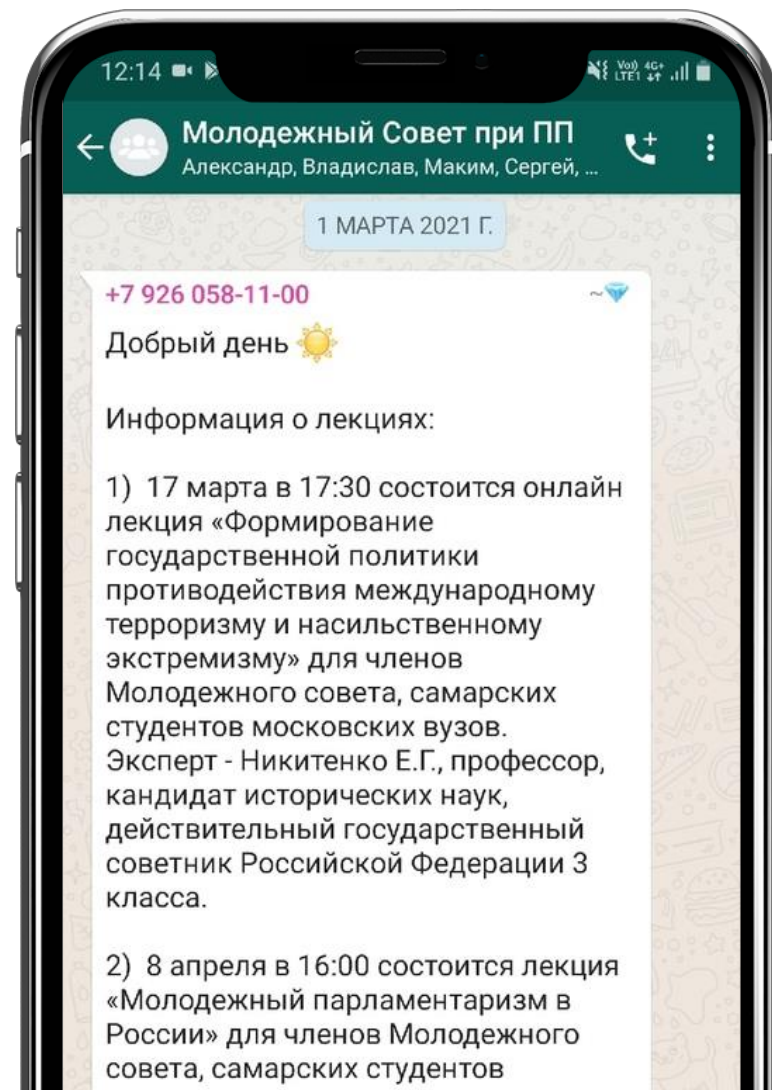 12:14
Vo)) 4G+
LTE1
Молодежный Совет при ПП
Александр, Владислав, Маким, Сергей, ...
1 МАРТА 2021 Г.
+7 926 058-11-00 ~💎
Добрый день ☀️
Информация о лекциях:
1) 17 марта в 17:30 состоится онлайн
лекция «Формирование
государственной политики
противодействия международному
терроризму и насильственному
экстремизму» для членов
Молодежного совета, самарских
студентов московских вузов.
Эксперт - Никитенко Е.Г., профессор,
кандидат исторических наук,
действительный государственный
советник Российской Федерации 3
класса.
2) 8 апреля в 16:00 состоится лекция
«Молодежный парламентаризм в
России» для членов Молодежного
совета, самарских студентов